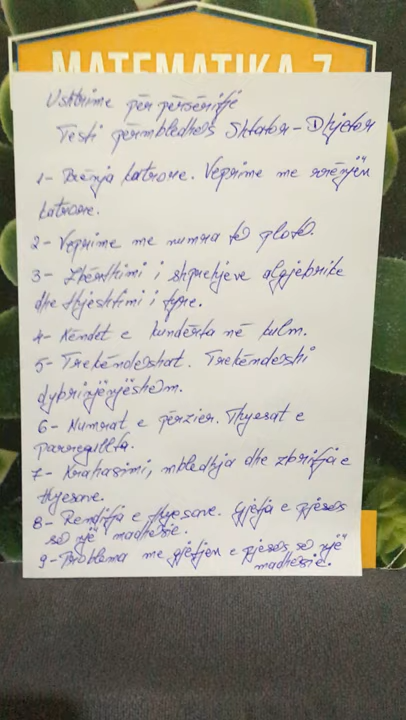 MATEMATIKA 7
Ushtrime për përsëritje
Testi përmbledhës Shtator-Dhjetor
1- Rrënja katrore. Veprime me rrënjën
katrore.
2- Veprime me numra të plotë.
3- Zbërthimi i shprehjeve algjebrike
dhe thjeshtimi i tyre.
4- Këndet e kundërta në kulm.
5- Trekëndëshat. Trekëndëshi
dybrinjënjëshëm.
6- Numrat e përzier. Thyesat e
parregullta.
7- Krahasimi, mbledhja dhe zbritja e
thyesave.
8- Renditja e thyesave. Gjetja e pjesës
së një madhësie.
9- Problema me gjetjen e pjesës së një
madhësie.